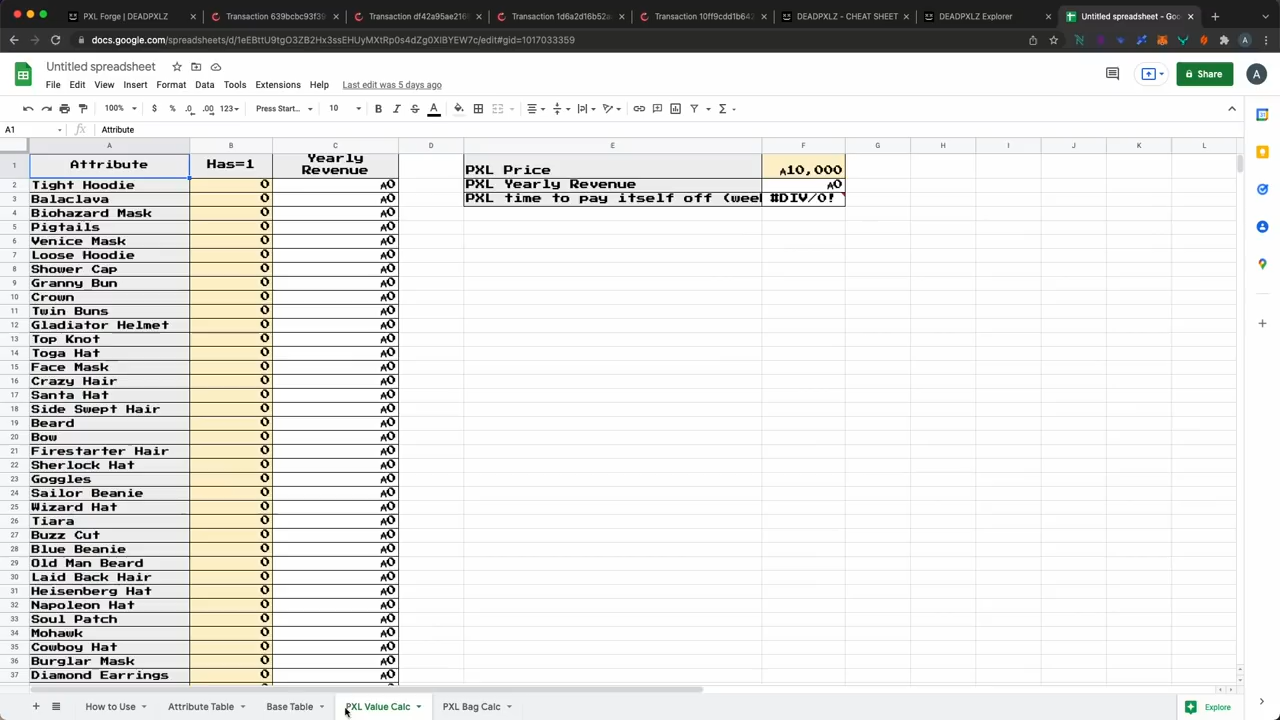 PXL Forge | DEADPXLZ
Transaction 639bcbc93f39
Transaction df42a95ae216
Transaction 1d6a2d16b52a
Transaction 10ff9cdd1b642
DEADPXLZ - CHEAT SHEET
DEADPXLZ Explorer
Untitled spreadsheet - Goo
docs.google.com/spreadsheets/d/1eEBttU9tgO3ZB2Hx3ssEHUyMXtRp0s4dZg0XlBYEW7c/edit#gid=1017033359
Untitled spreadsheet
File Edit View Insert Format Data Tools Extensions Help Last edit was 5 days ago
Share
A
100% $ % .0 .00 123 Press Start... 10 B I S A
A1 fx Attribute
A B C D E F G H I J K L
1 Attribute Has=1 Yearly Revenue PXL Price 10,000
2 Tight Hoodie 0 0 PXL Yearly Revenue 0
3 Balaclava 0 0 PXL time to pay itself off (wee #DIV/0!
4 Biohazard Mask 0 0
5 Pigtails 0 0
6 Venice Mask 0 0
7 Loose Hoodie 0 0
8 Shower Cap 0 0
9 Granny Bun 0 0
10 Crown 0 0
11 Twin Buns 0 0
12 Gladiator Helmet 0 0
13 Top Knot 0 0
14 Toga Hat 0 0
15 Face Mask 0 0
16 Crazy Hair 0 0
17 Santa Hat 0 0
18 Side Swept Hair 0 0
19 Beard 0 0
20 Bow 0 0
21 Firestarter Hair 0 0
22 Sherlock Hat 0 0
23 Goggles 0 0
24 Sailor Beanie 0 0
25 Wizard Hat 0 0
26 Tiara 0 0
27 Buzz Cut 0 0
28 Blue Beanie 0 0
29 Old Man Beard 0 0
30 Laid Back Hair 0 0
31 Heisenberg Hat 0 0
32 Napoleon Hat 0 0
33 Soul Patch 0 0
34 Mohawk 0 0
35 Cowboy Hat 0 0
36 Burglar Mask 0 0
37 Diamond Earrings 0 0
How to Use Attribute Table Base Table PXL Value Calc PXL Bag Calc Explore